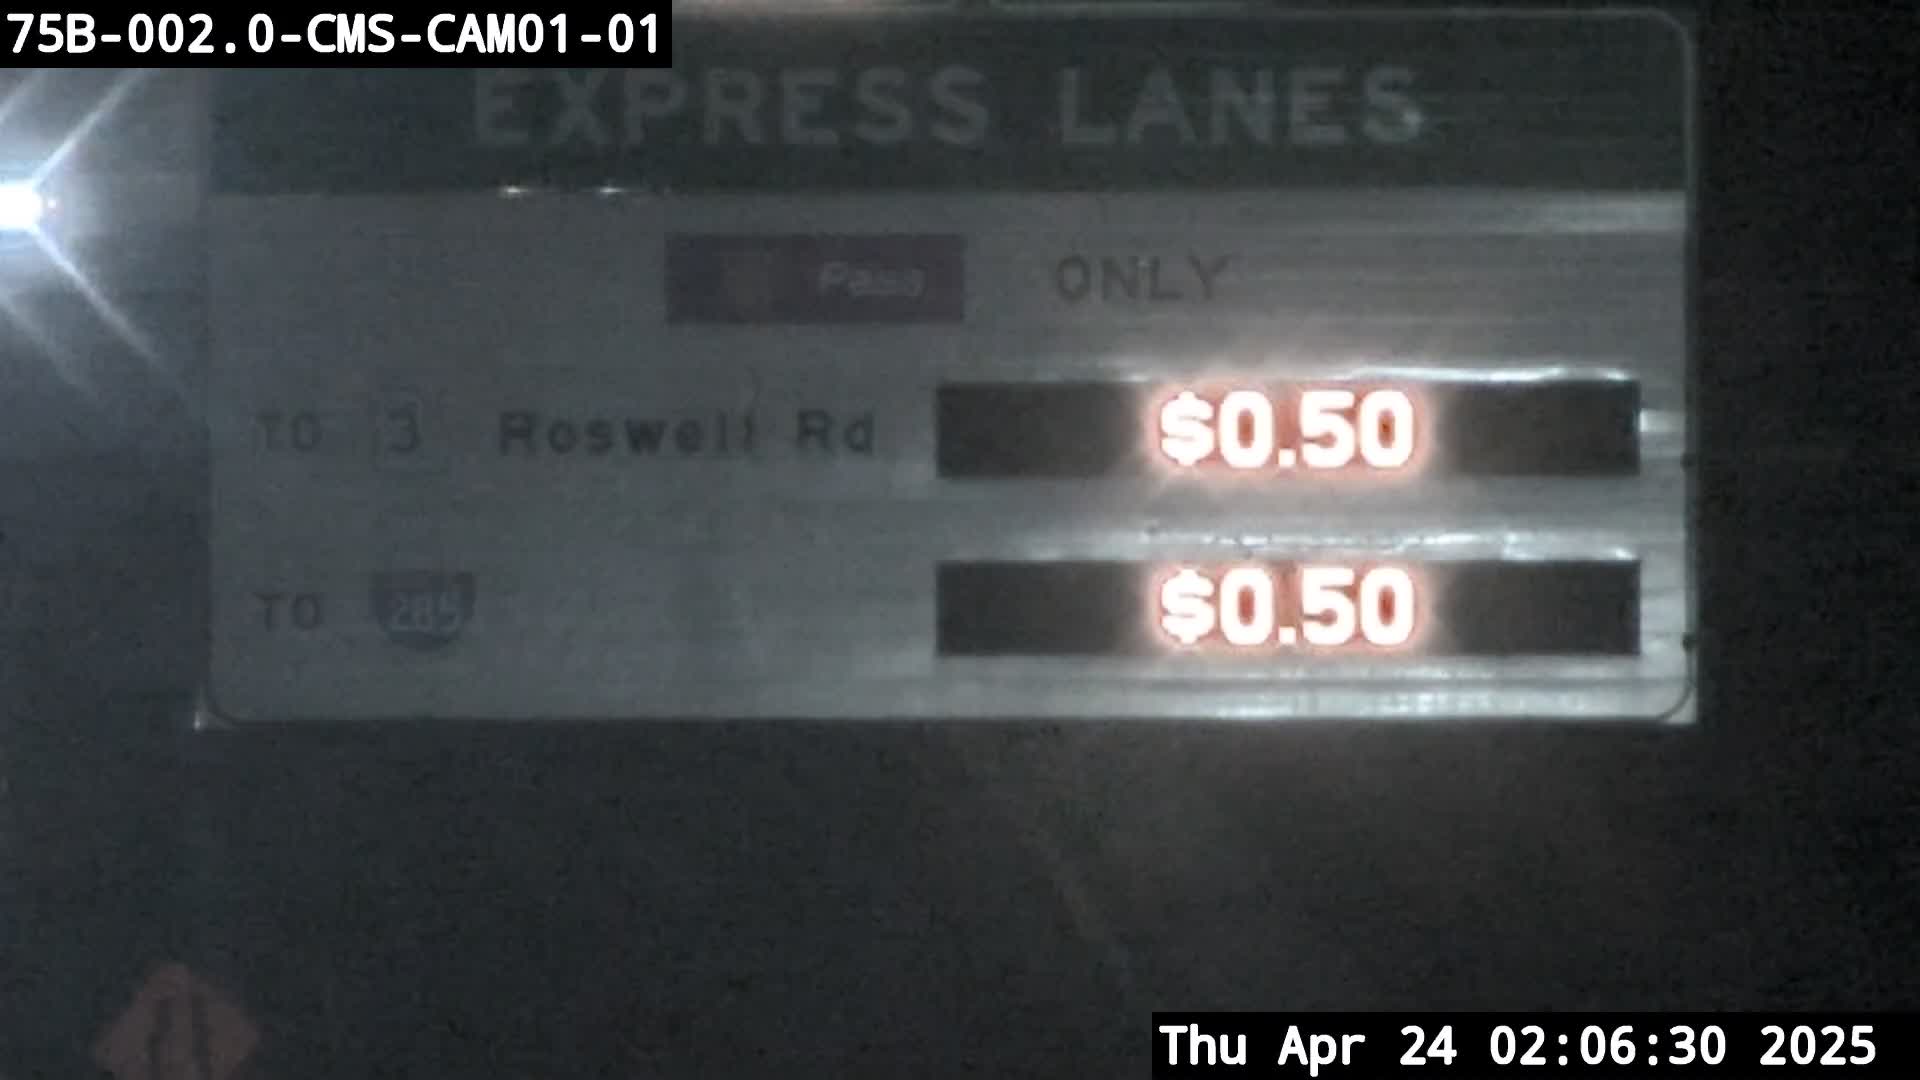 75B-002.0-CMS-CAM01-01
EXPRESS LANES
Pass ONLY
TO 3 Roswell Rd $0.50
TO 285 $0.50
Thu Apr 24 02:06:30 2025